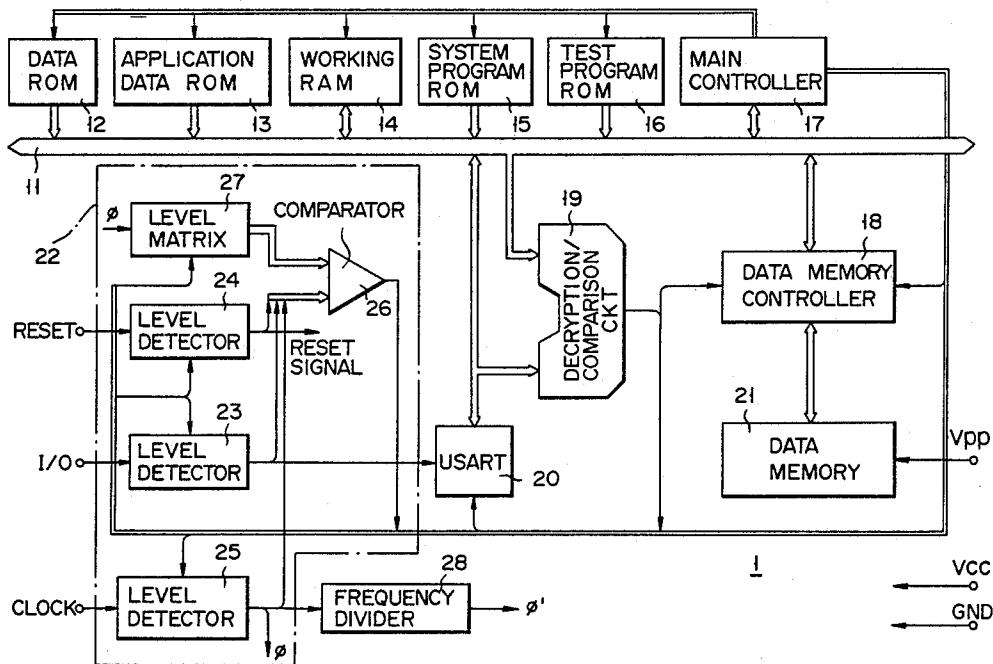 DATA
ROM
12
APPLICATION
DATA ROM
13
WORKING
RAM
14
SYSTEM
PROGRAM
ROM
15
TEST
PROGRAM
ROM
16
MAIN
CONTROLLER
17
11
22
ø
LEVEL
MATRIX
27
COMPARATOR
26
RESET
LEVEL
DETECTOR
24
RESET
SIGNAL
I/O
LEVEL
DETECTOR
23
CLOCK
LEVEL
DETECTOR
25
ø
FREQUENCY
DIVIDER
28
ø'
USART
20
19
DECRYPTION/
COMPARISON
CKT
18
DATA MEMORY
CONTROLLER
21
DATA
MEMORY
Vpp
1
Vcc
GND